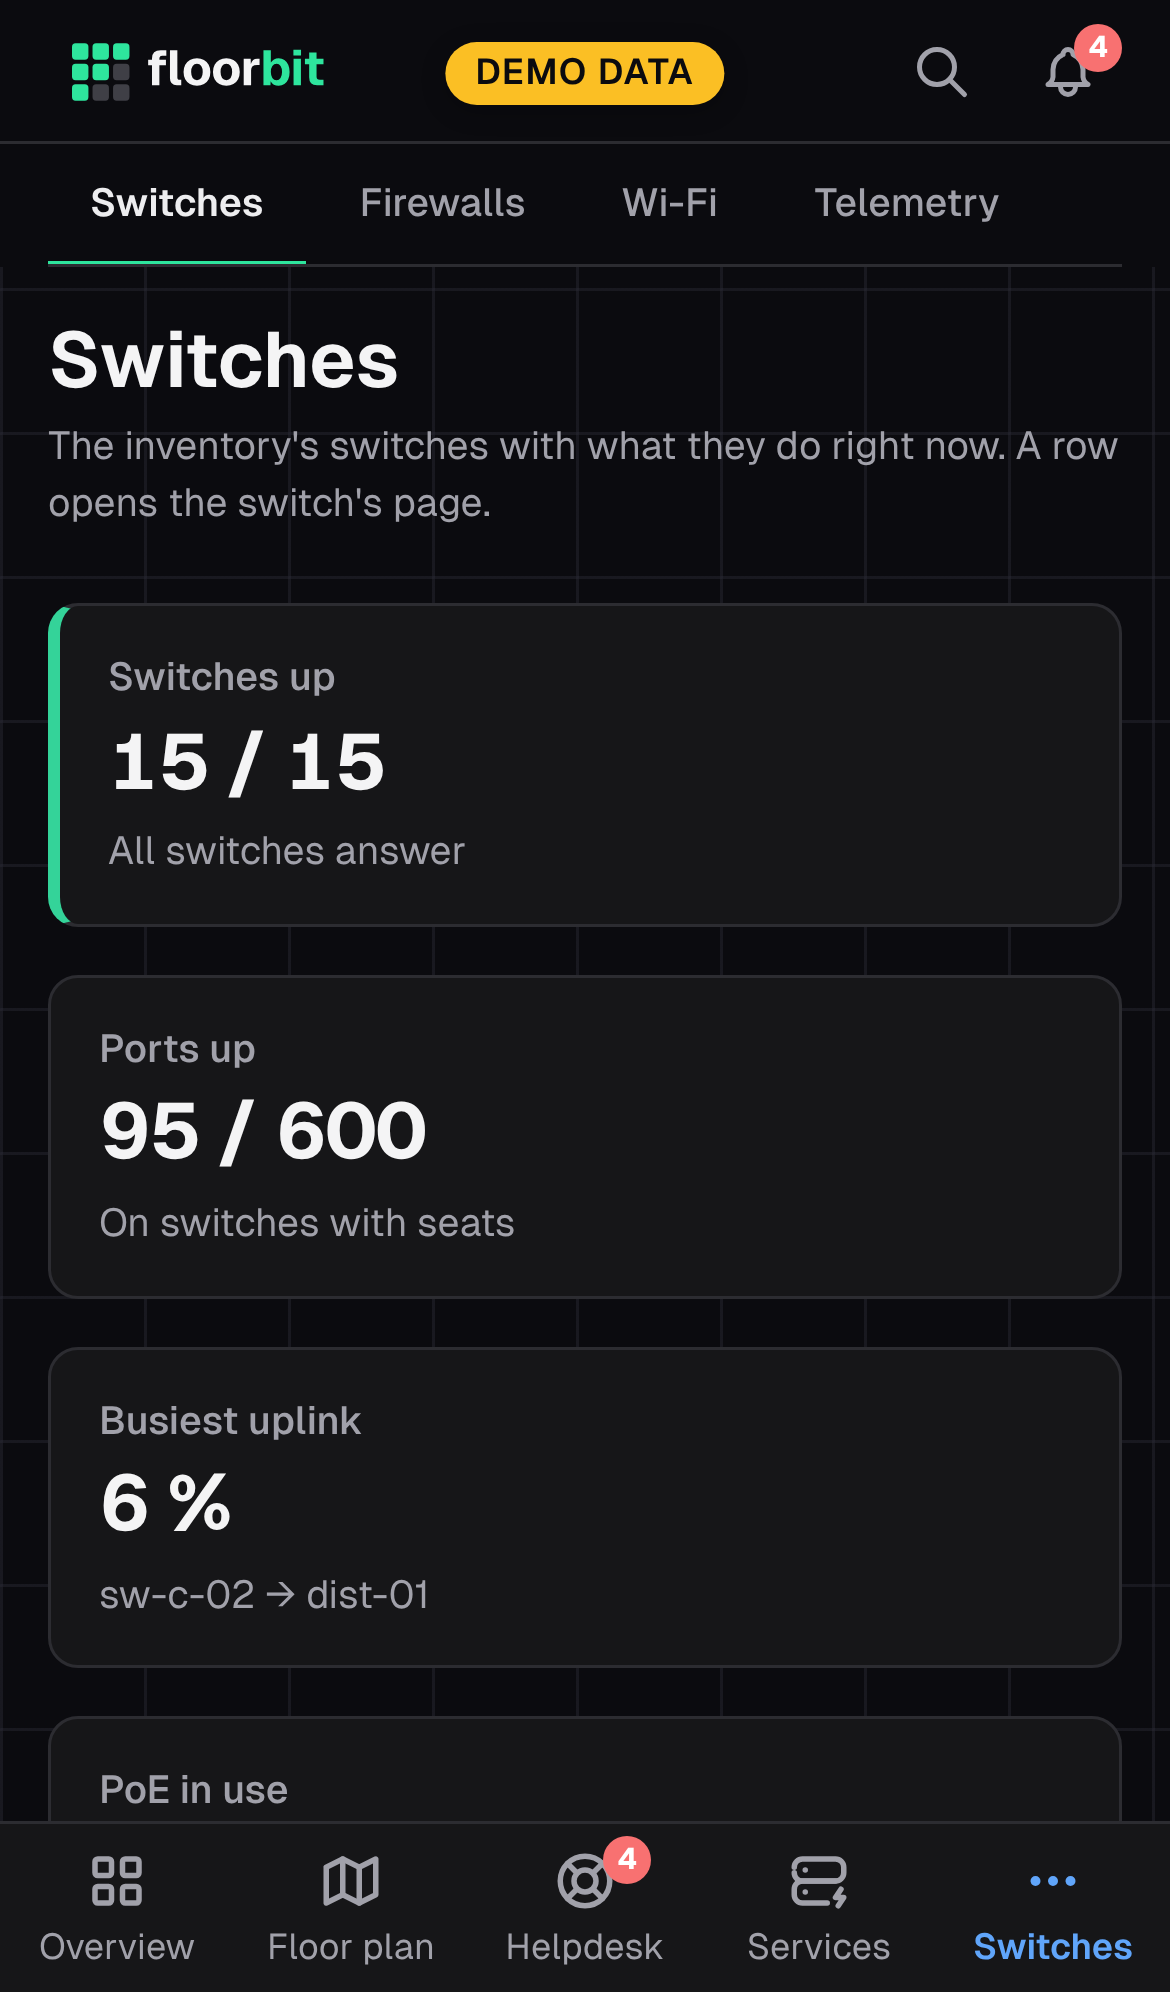 floorbit
DEMO DATA
4
Switches
Firewalls
Wi-Fi
Telemetry
Switches
The inventory's switches with what they do right now. A row
opens the switch's page.
Switches up
15 / 15
All switches answer
Ports up
95 / 600
On switches with seats
Busiest uplink
6 %
sw-c-02 → dist-01
PoE in use
4
Overview
Floor plan
Helpdesk
Services
Switches